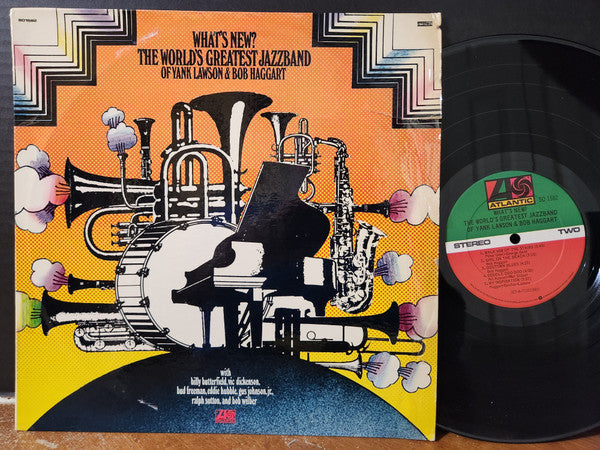 WHAT'S NEW?
THE WORLD'S GREATEST JAZZBAND
OF YANK LAWSON & BOB HAGGART
with
billy butterfield, vic dickenson,
bud freeman, eddie hubble, gus johnson, jr.,
ralph sutton, and bob wilber
ATLANTIC
SD 1582
WHAT'S NEW
THE WORLD'S GREATEST JAZZBAND
OF YANK LAWSON & BOB HAGGART
STEREO
TWO